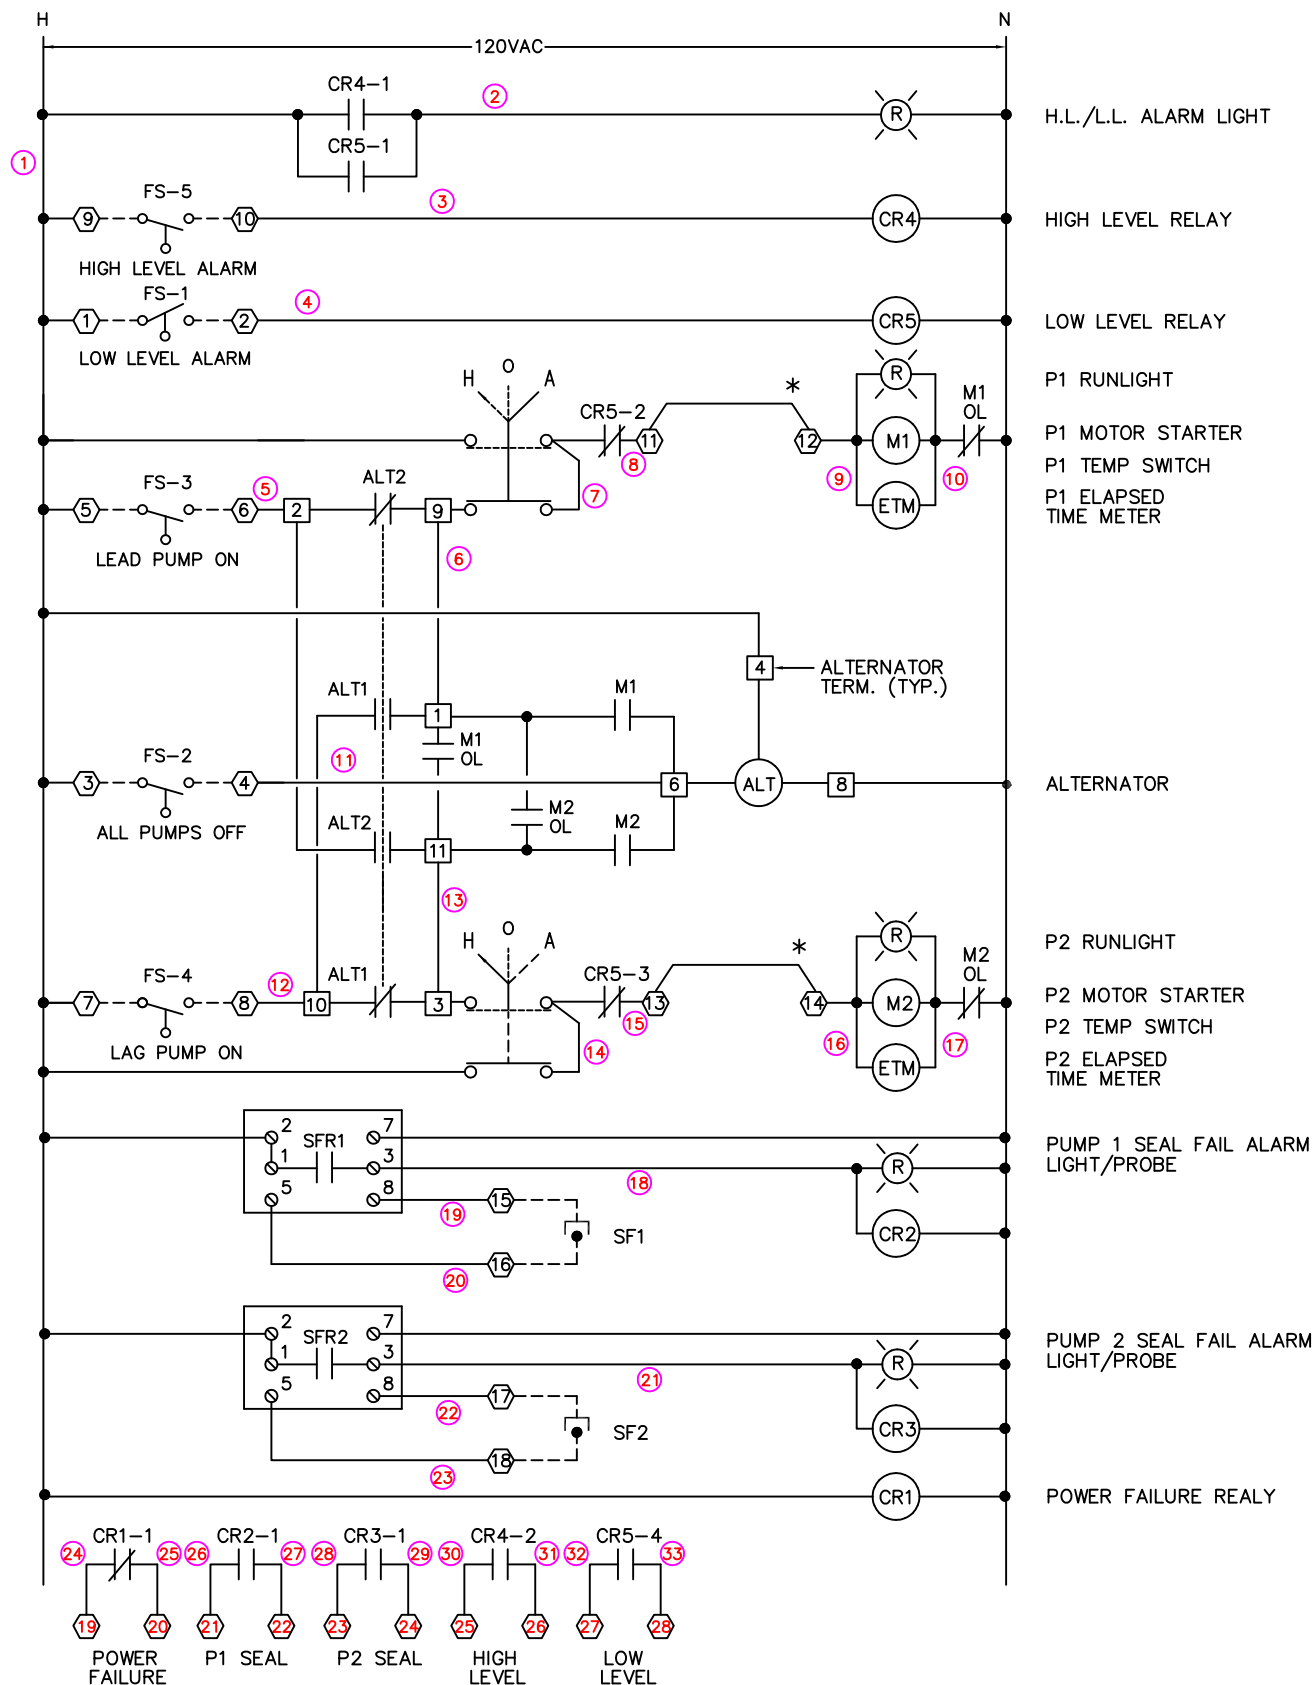 H
N
120VAC
CR4-1
2
R
H.L./L.L. ALARM LIGHT
CR5-1
1
FS-5
3
9
10
CR4
HIGH LEVEL RELAY
HIGH LEVEL ALARM
FS-1
4
1
2
CR5
LOW LEVEL RELAY
LOW LEVEL ALARM
H O A
*
R
P1 RUNLIGHT
M1
OL
CR5-2
11
12
M1
P1 MOTOR STARTER
8
P1 TEMP SWITCH
9
10
FS-3
5
ALT2
7
5
6
2
9
ETM
P1 ELAPSED
TIME METER
LEAD PUMP ON
6
4
ALTERNATOR
TERM. (TYP.)
ALT1
1
M1
M1
OL
11
FS-2
3
4
6
ALT
8
ALTERNATOR
ALL PUMPS OFF
M2
OL
ALT2
11
M2
13
H O A
*
R
P2 RUNLIGHT
M2
OL
FS-4
12
ALT1
CR5-3
7
8
10
3
13
14
M2
P2 MOTOR STARTER
15
P2 TEMP SWITCH
14
16
17
LAG PUMP ON
ETM
P2 ELAPSED
TIME METER
2
SFR1
7
1
3
R
PUMP 1 SEAL FAIL ALARM
LIGHT/PROBE
18
5
8
15
19
SF1
CR2
16
20
2
SFR2
7
1
3
R
PUMP 2 SEAL FAIL ALARM
LIGHT/PROBE
21
5
8
17
22
SF2
CR3
18
23
CR1
POWER FAILURE REALY
CR1-1
CR2-1
CR3-1
CR4-2
CR5-4
24
25
26
27
28
29
30
31
32
33
19
20
21
22
23
24
25
26
27
28
POWER
FAILURE
P1 SEAL
P2 SEAL
HIGH
LEVEL
LOW
LEVEL